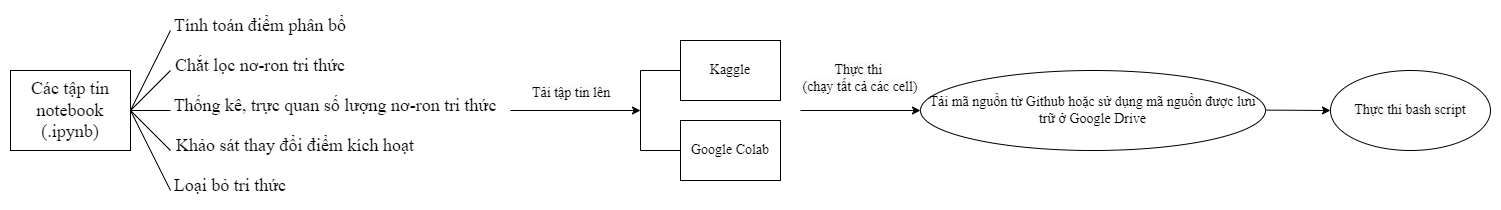 Các tập tin
notebook
(.ipynb)
Tính toán điểm phân bổ
Chắt lọc nơ-ron tri thức
Thống kê, trực quan số lượng nơ-ron tri thức
Khảo sát thay đổi điểm kích hoạt
Loại bỏ tri thức
Tải tập tin lên
Kaggle
Google Colab
Thực thi
(chạy tất cả các cell)
Tải mã nguồn từ Github hoặc sử dụng mã nguồn được lưu
trữ ở Google Drive
Thực thi bash script